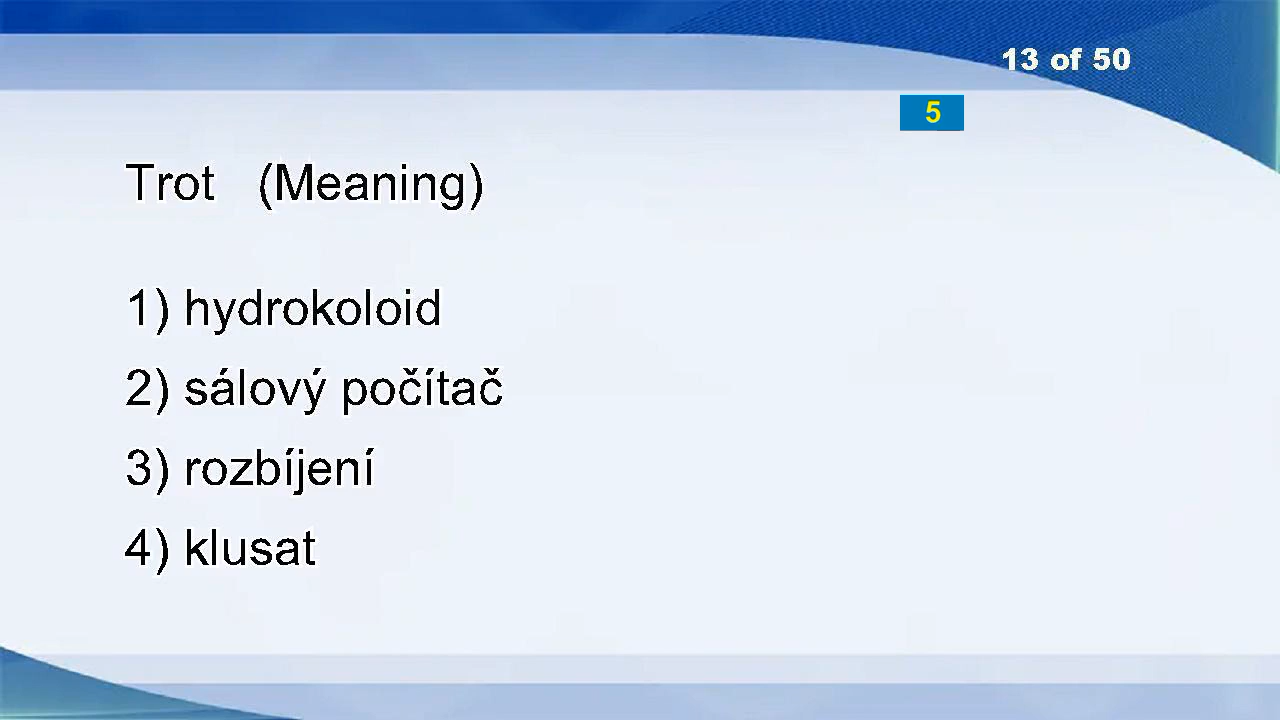 13 of 50
5
Trot (Meaning)
1) hydrokoloid
2) sálový počítač
3) rozbíjení
4) klusat